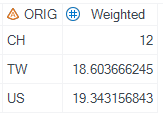 ORIG Weighted
CH 12
TW 18.603666245
US 19.343156843